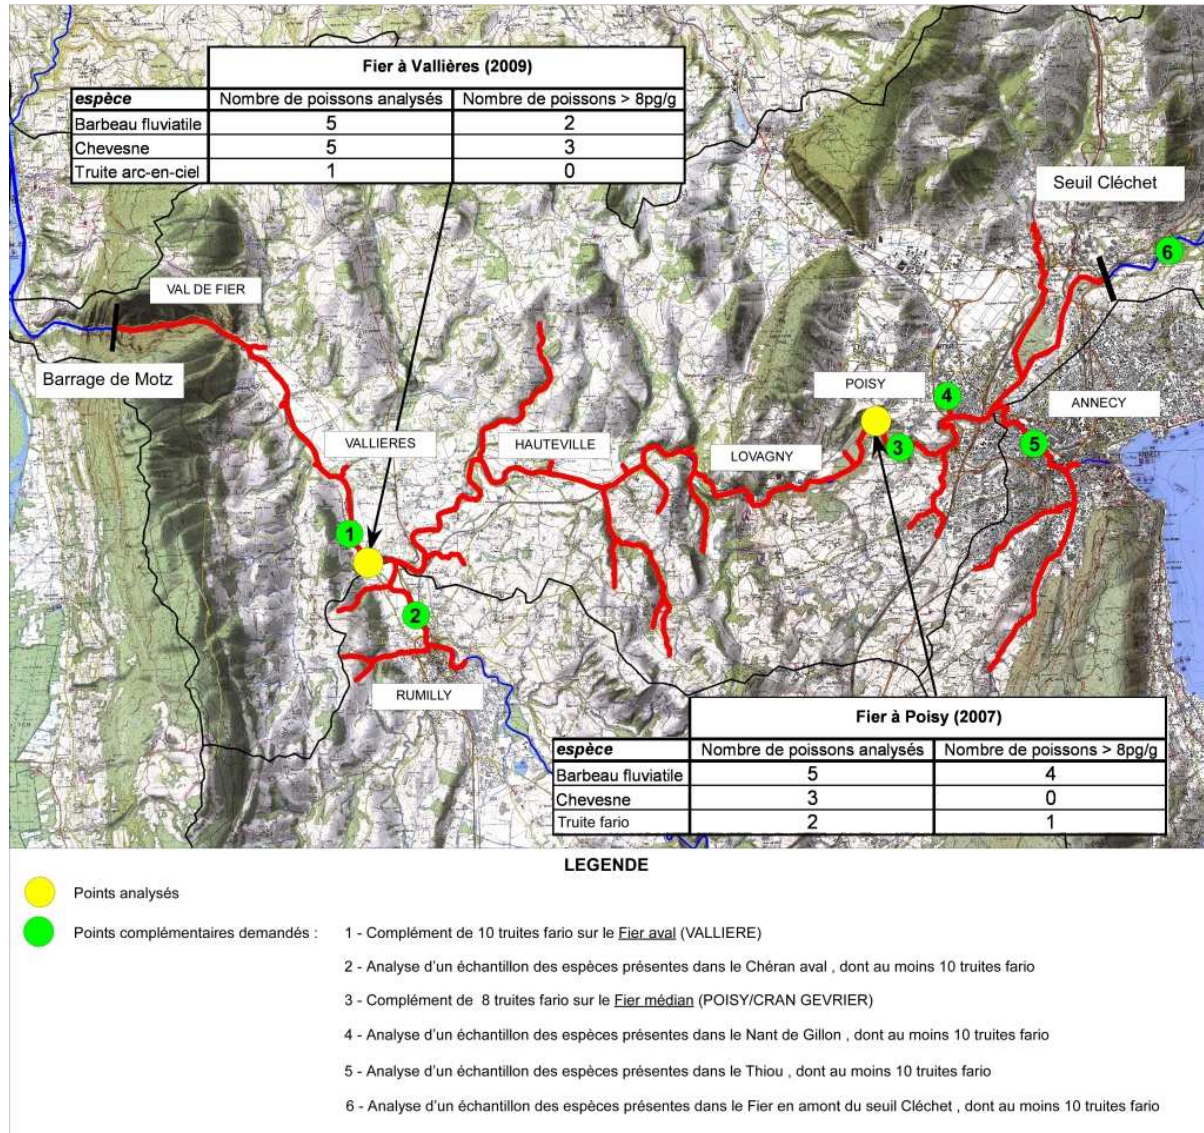 Fier à Vallières (2009)
espèce Nombre de poissons analysés Nombre de poissons > 8pg/g
Barbeau fluviatile 5 2
Chevesne 5 3
Truite arc-en-ciel 1 0
Seuil Cléchet
6
VAL DE FIER
Barrage de Motz
POISY
4
ANNECY
VALLIERES
HAUTEVILLE
LOVAGNY
3
5
1
2
RUMILLY
Fier à Poisy (2007)
espèce Nombre de poissons analysés Nombre de poissons > 8pg/g
Barbeau fluviatile 5 4
Chevesne 3 0
Truite fario 2 1
LEGENDE
Points analysés
Points complémentaires demandés : 1 - Complément de 10 truites fario sur le Fier aval (VALLIERE)
2 - Analyse d'un échantillon des espèces présentes dans le Chéran aval , dont au moins 10 truites fario
3 - Complément de 8 truites fario sur le Fier médian (POISY/CRAN GEVRIER)
4 - Analyse d'un échantillon des espèces présentes dans le Nant de Gillon , dont au moins 10 truites fario
5 - Analyse d'un échantillon des espèces présentes dans le Thiou , dont au moins 10 truites fario
6 - Analyse d'un échantillon des espèces présentes dans le Fier en amont du seuil Cléchet , dont au moins 10 truites fario